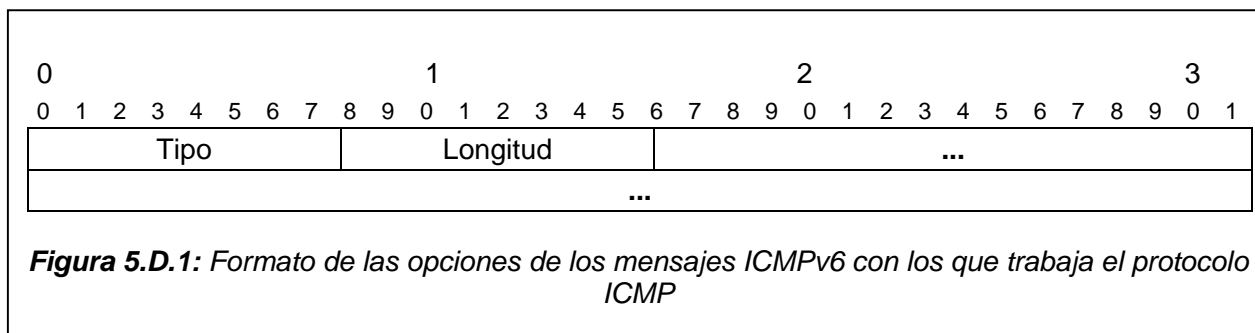 0 1 2 3
0 1 2 3 4 5 6 7 8 9 0 1 2 3 4 5 6 7 8 9 0 1 2 3 4 5 6 7 8 9 0 1
Tipo Longitud ...
...
Figura 5.D.1: Formato de las opciones de los mensajes ICMPv6 con los que trabaja el protocolo
ICMP